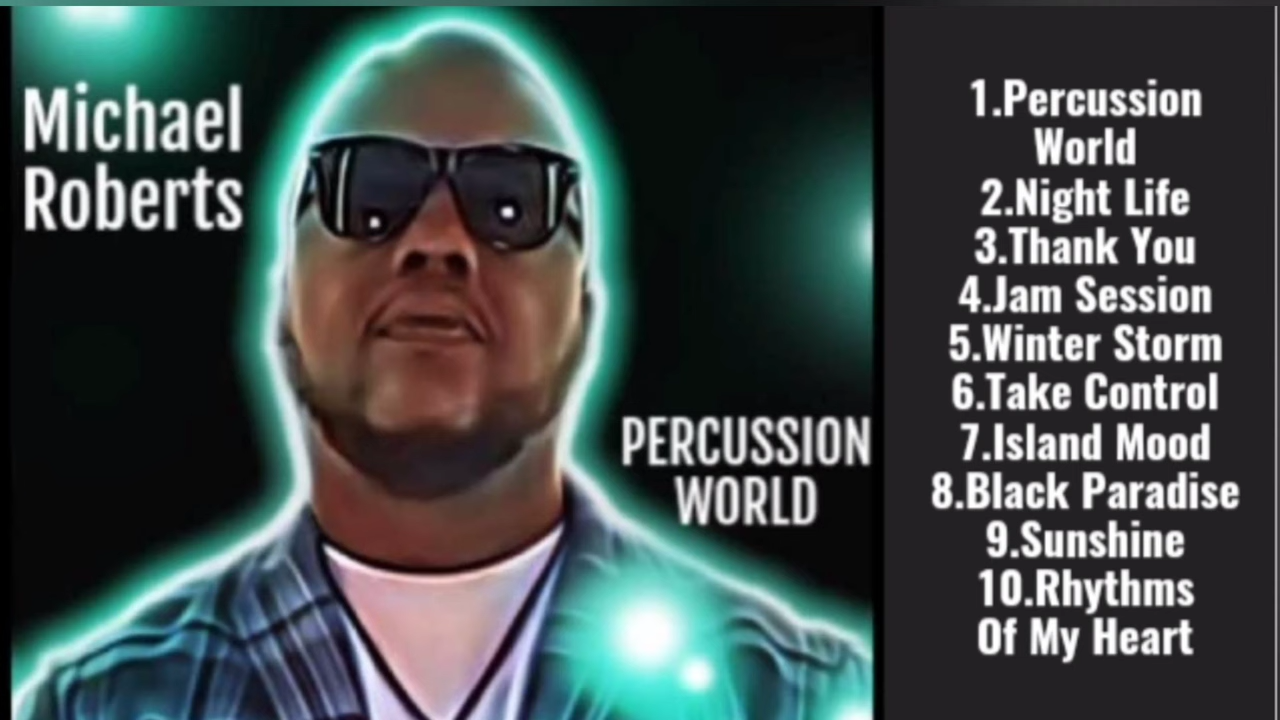 Michael
Roberts
PERCUSSION
WORLD
1.Percussion
World
2.Night Life
3.Thank You
4.Jam Session
5.Winter Storm
6.Take Control
7.Island Mood
8.Black Paradise
9.Sunshine
10.Rhythms
Of My Heart